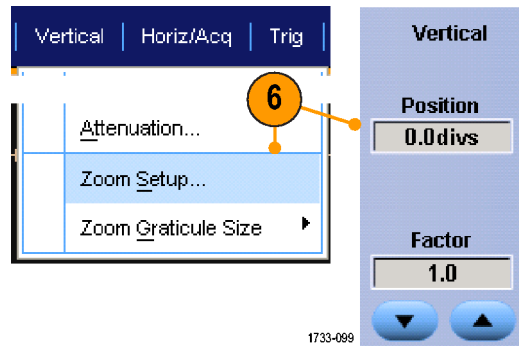 Vertical | Horiz/Acq | Trig |
Attenuation...
Zoom Setup...
Zoom Graticule Size
6
Vertical
Position
0.0divs
Factor
1.0
1733-099